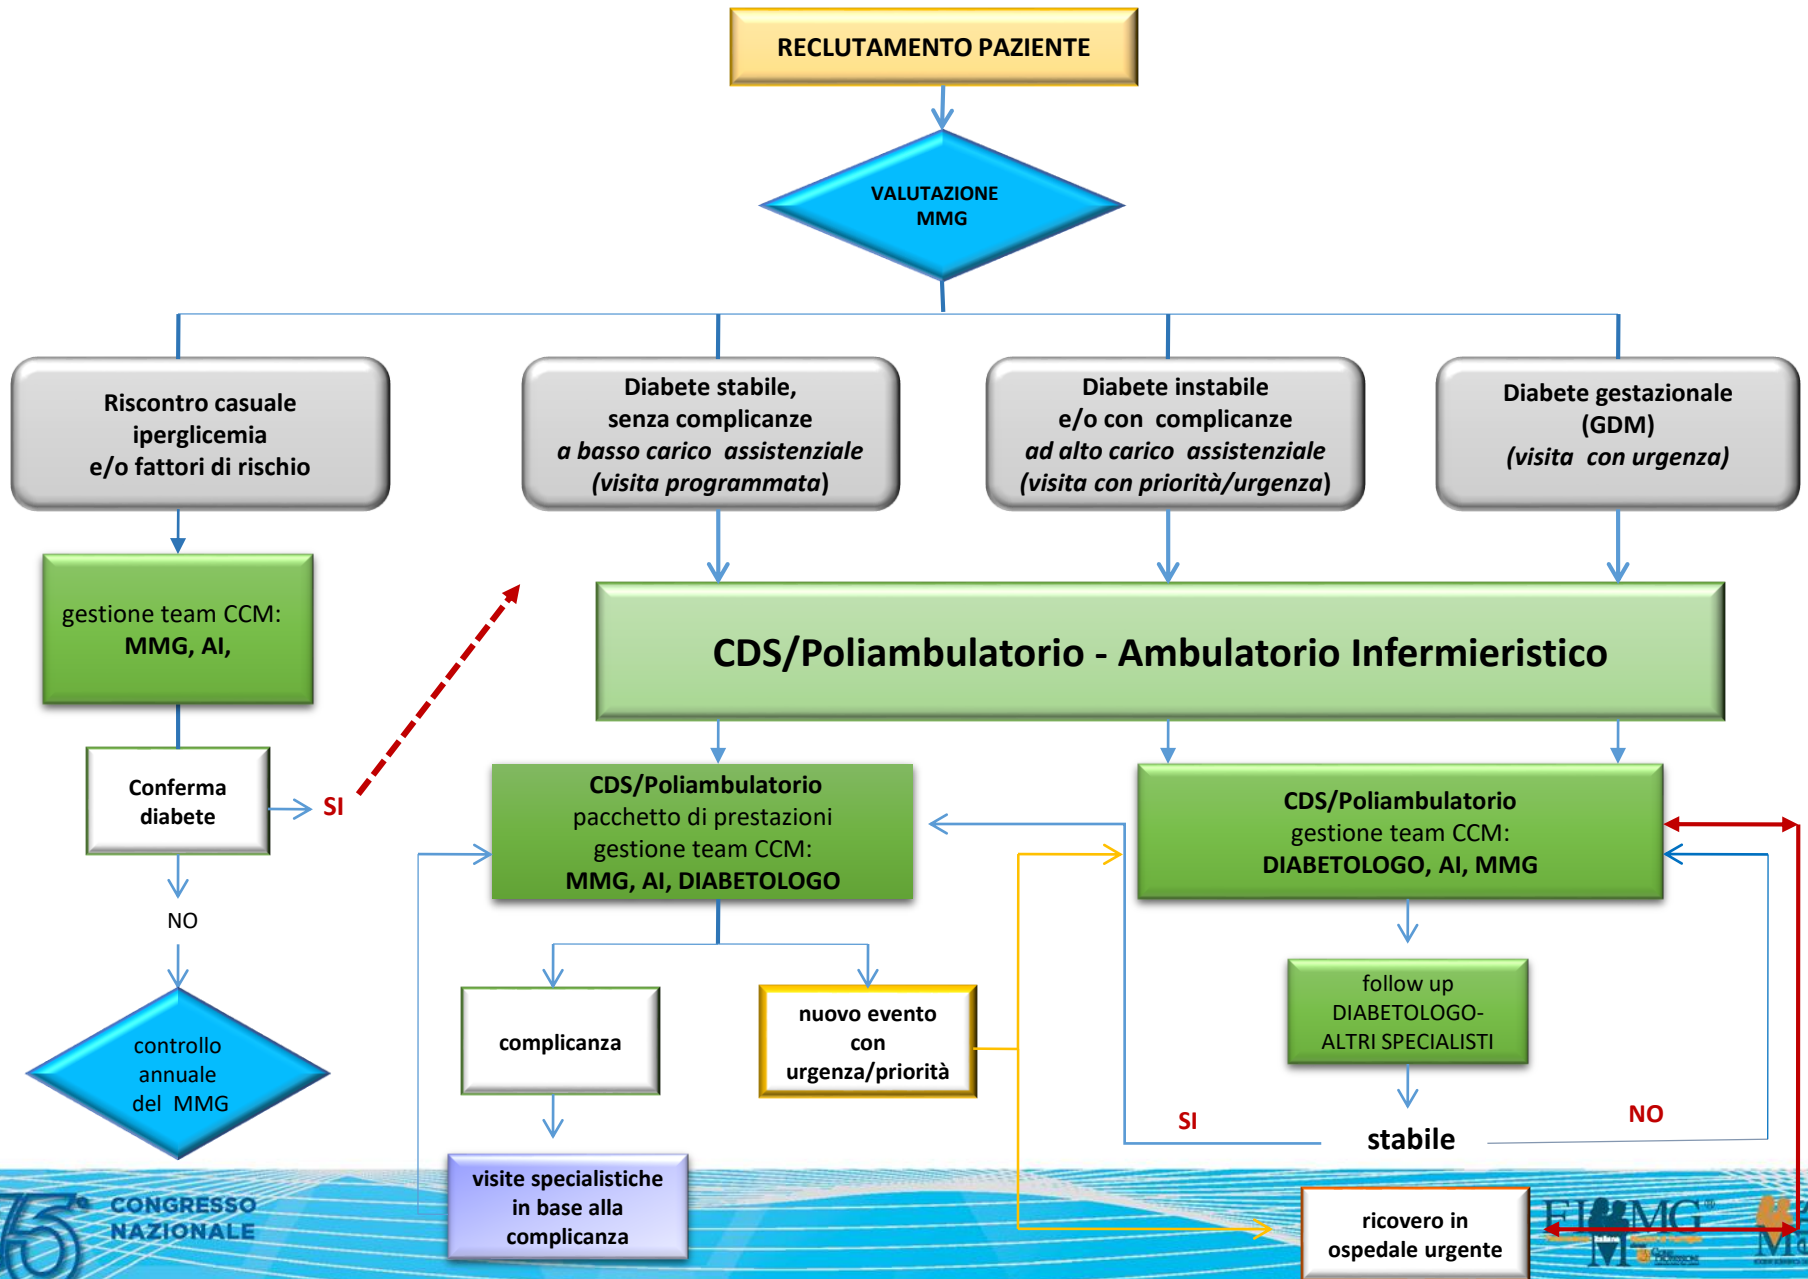 RECLUTAMENTO PAZIENTE
VALUTAZIONE
MMG
Riscontro casuale
iperglicemia
e/o fattori di rischio
Diabete stabile,
senza complicanze
a basso carico assistenziale
(visita programmata)
Diabete instabile
e/o con complicanze
ad alto carico assistenziale
(visita con priorità/urgenza)
Diabete gestazionale
(GDM)
(visita con urgenza)
gestione team CCM:
MMG, AI,
CDS/Poliambulatorio - Ambulatorio Infermieristico
Conferma
diabete
SI
NO
controllo
annuale
del MMG
CDS/Poliambulatorio
pacchetto di prestazioni
gestione team CCM:
MMG, AI, DIABETOLOGO
CDS/Poliambulatorio
gestione team CCM:
DIABETOLOGO, AI, MMG
complicanza
nuovo evento
con
urgenza/priorità
follow up
DIABETOLOGO-
ALTRI SPECIALISTI
SI
stabile
NO
visite specialistiche
in base alla
complicanza
ricovero in
ospedale urgente
75° CONGRESSO
NAZIONALE
FIMMG